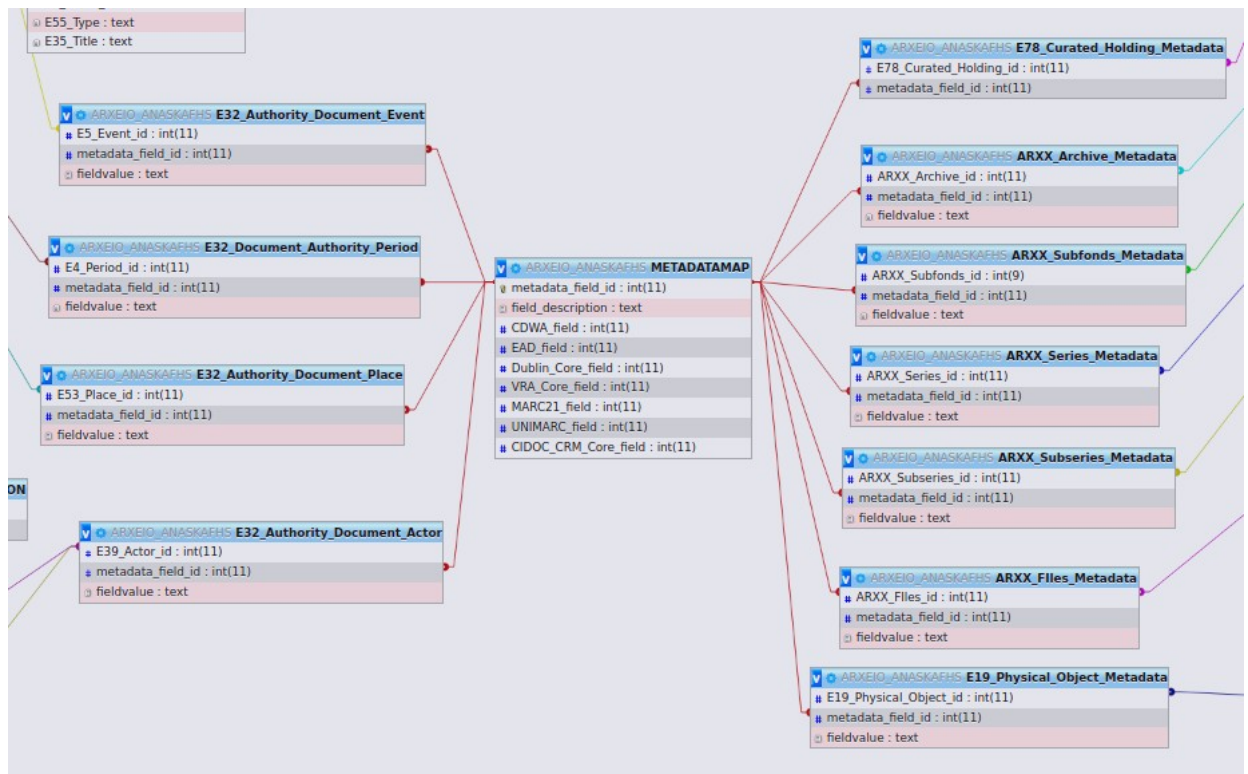 E55_Type : text
E35_Title : text
v ARXEIO_ANASKAFHS E32_Authority_Document_Event
# E5_Event_id : int(11)
# metadata_field_id : int(11)
fieldvalue : text
v ARXEIO_ANASKAFHS E32_Document_Authority_Period
# E4_Period_id : int(11)
# metadata_field_id : int(11)
fieldvalue : text
v ARXEIO_ANASKAFHS E32_Authority_Document_Place
# E53_Place_id : int(11)
# metadata_field_id : int(11)
fieldvalue : text
ON
v ARXEIO_ANASKAFHS E32_Authority_Document_Actor
# E39_Actor_id : int(11)
# metadata_field_id : int(11)
fieldvalue : text
v ARXEIO_ANASKAFHS METADATAMAP
metadata_field_id : int(11)
field_description : text
# CDWA_field : int(11)
# EAD_field : int(11)
# Dublin_Core_field : int(11)
# VRA_Core_field : int(11)
# MARC21_field : int(11)
# UNIMARC_field : int(11)
# CIDOC_CRM_Core_field : int(11)
v ARXEIO_ANASKAFHS E78_Curated_Holding_Metadata
# E78_Curated_Holding_id : int(11)
# metadata_field_id : int(11)
v ARXEIO_ANASKAFHS ARXX_Archive_Metadata
# ARXX_Archive_id : int(11)
# metadata_field_id : int(11)
fieldvalue : text
v ARXEIO_ANASKAFHS ARXX_Subfonds_Metadata
# ARXX_Subfonds_id : int(9)
# metadata_field_id : int(11)
fieldvalue : text
v ARXEIO_ANASKAFHS ARXX_Series_Metadata
# ARXX_Series_id : int(11)
# metadata_field_id : int(11)
fieldvalue : text
v ARXEIO_ANASKAFHS ARXX_Subseries_Metadata
# ARXX_Subseries_id : int(11)
# metadata_field_id : int(11)
fieldvalue : text
v ARXEIO_ANASKAFHS ARXX_FIles_Metadata
# ARXX_FIles_id : int(11)
# metadata_field_id : int(11)
fieldvalue : text
v ARXEIO_ANASKAFHS E19_Physical_Object_Metadata
# E19_Physical_Object_id : int(11)
# metadata_field_id : int(11)
fieldvalue : text